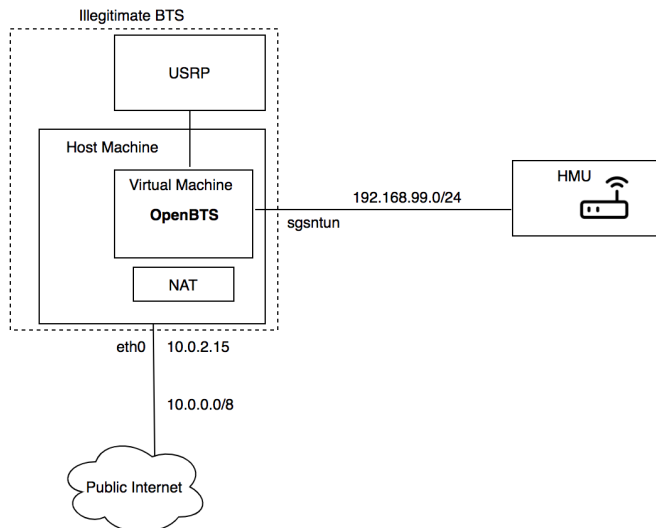 Illegitimate BTS
USRP
Host Machine
Virtual Machine
OpenBTS
NAT
sgsntun
192.168.99.0/24
HMU
eth0
10.0.2.15
10.0.0.0/8
Public Internet